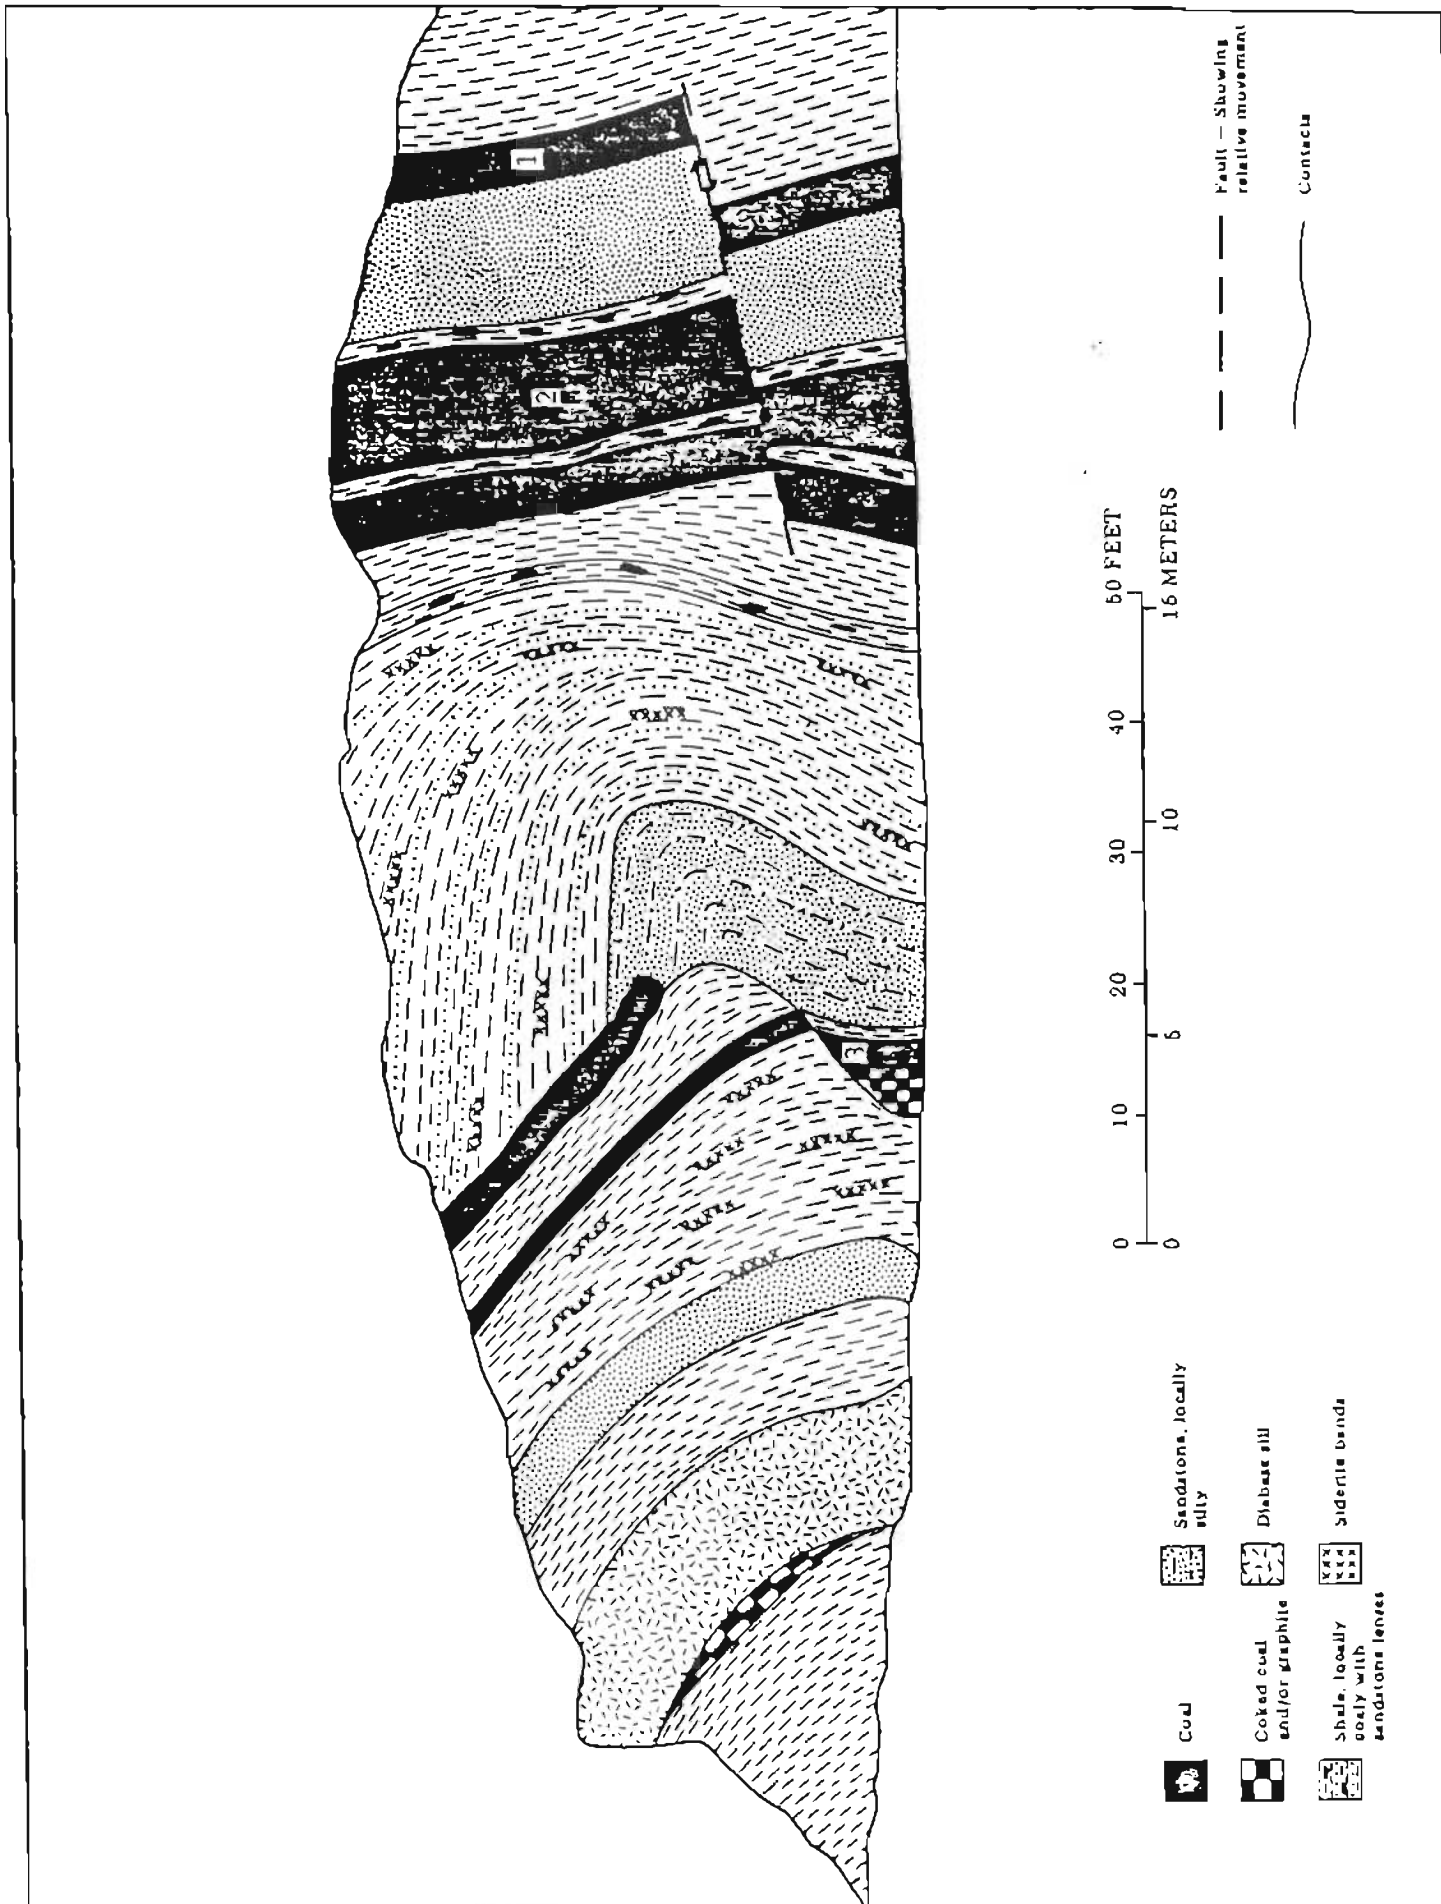 1
2
3
Coal
Coked coal
and/or graphite
Shale, locally
coaly with
sandstone lenses
Sandstone, locally
silty
Diabase sill
Siderite bands
0 10 20 30 40 50 FEET
0 5 10 15 METERS
Fault — Showing
relative movement
Contacts